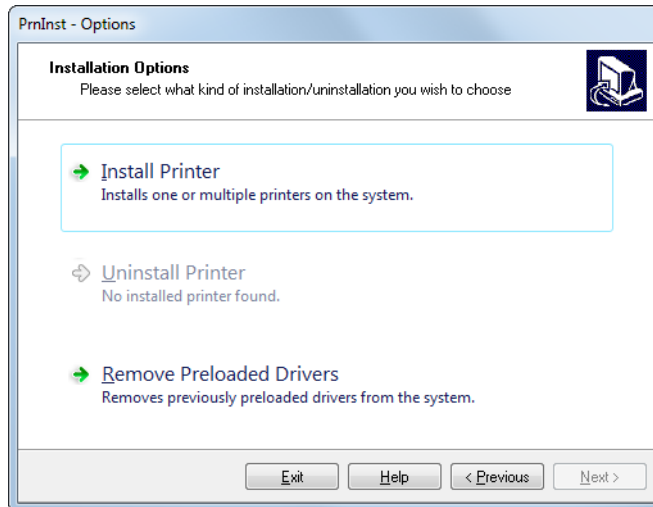 PrnInst - Options
Installation Options
Please select what kind of installation/uninstallation you wish to choose
Install Printer
Installs one or multiple printers on the system.
Uninstall Printer
No installed printer found.
Remove Preloaded Drivers
Removes previously preloaded drivers from the system.
Exit Help < Previous Next >